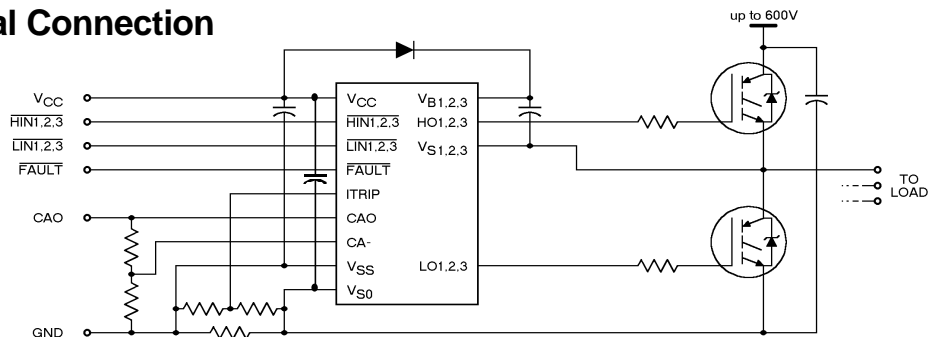 al Connection
up to 600V
VCC
HIN1,2,3
LIN1,2,3
FAULT
CAO
GND
VCC
HIN1,2,3
LIN1,2,3
FAULT
ITRIP
CAO
CA-
VSS
VS0
VB1,2,3
HO1,2,3
VS1,2,3
LO1,2,3
TO
LOAD